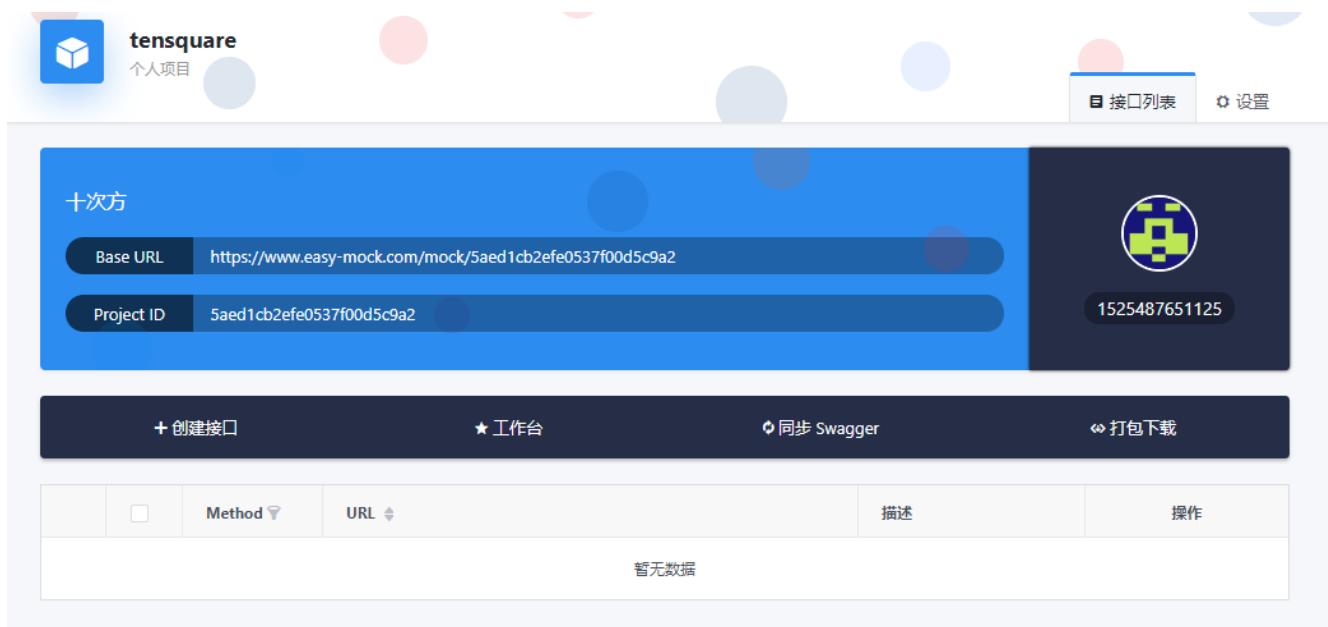 tensquare
个人项目
接口列表 设置
十次方
Base URL https://www.easy-mock.com/mock/5aed1cb2efe0537f00d5c9a2
Project ID 5aed1cb2efe0537f00d5c9a2
1525487651125
创建接口 工作台 同步 Swagger 打包下载
Method URL 描述 操作
暂无数据